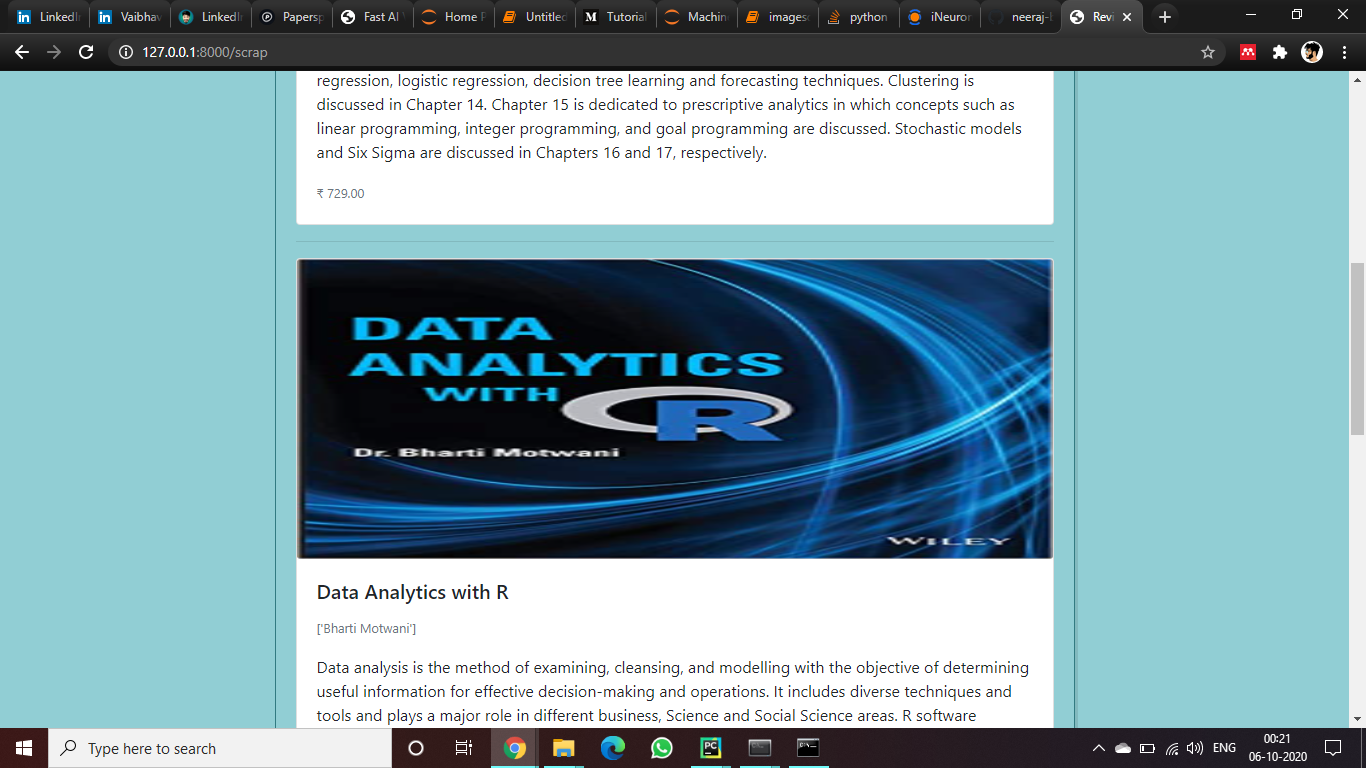 LinkedIn
Vaibhav
LinkedIn
Papersp
Fast AI
Home P
Untitled
Tutorial
Machin
images
python
iNeuron
neeraj-
Revi
127.0.0.1:8000/scrap
regression, logistic regression, decision tree learning and forecasting techniques. Clustering is
discussed in Chapter 14. Chapter 15 is dedicated to prescriptive analytics in which concepts such as
linear programming, integer programming, and goal programming are discussed. Stochastic models
and Six Sigma are discussed in Chapters 16 and 17, respectively.
₹ 729.00
DATA
ANALYTICS
WITH R
Dr. Bharti Motwani
WILEY
Data Analytics with R
['Bharti Motwani']
Data analysis is the method of examining, cleansing, and modelling with the objective of determining
useful information for effective decision-making and operations. It includes diverse techniques and
tools and plays a major role in different business, Science and Social Science areas. R software
Type here to search
ENG
00:21
06-10-2020